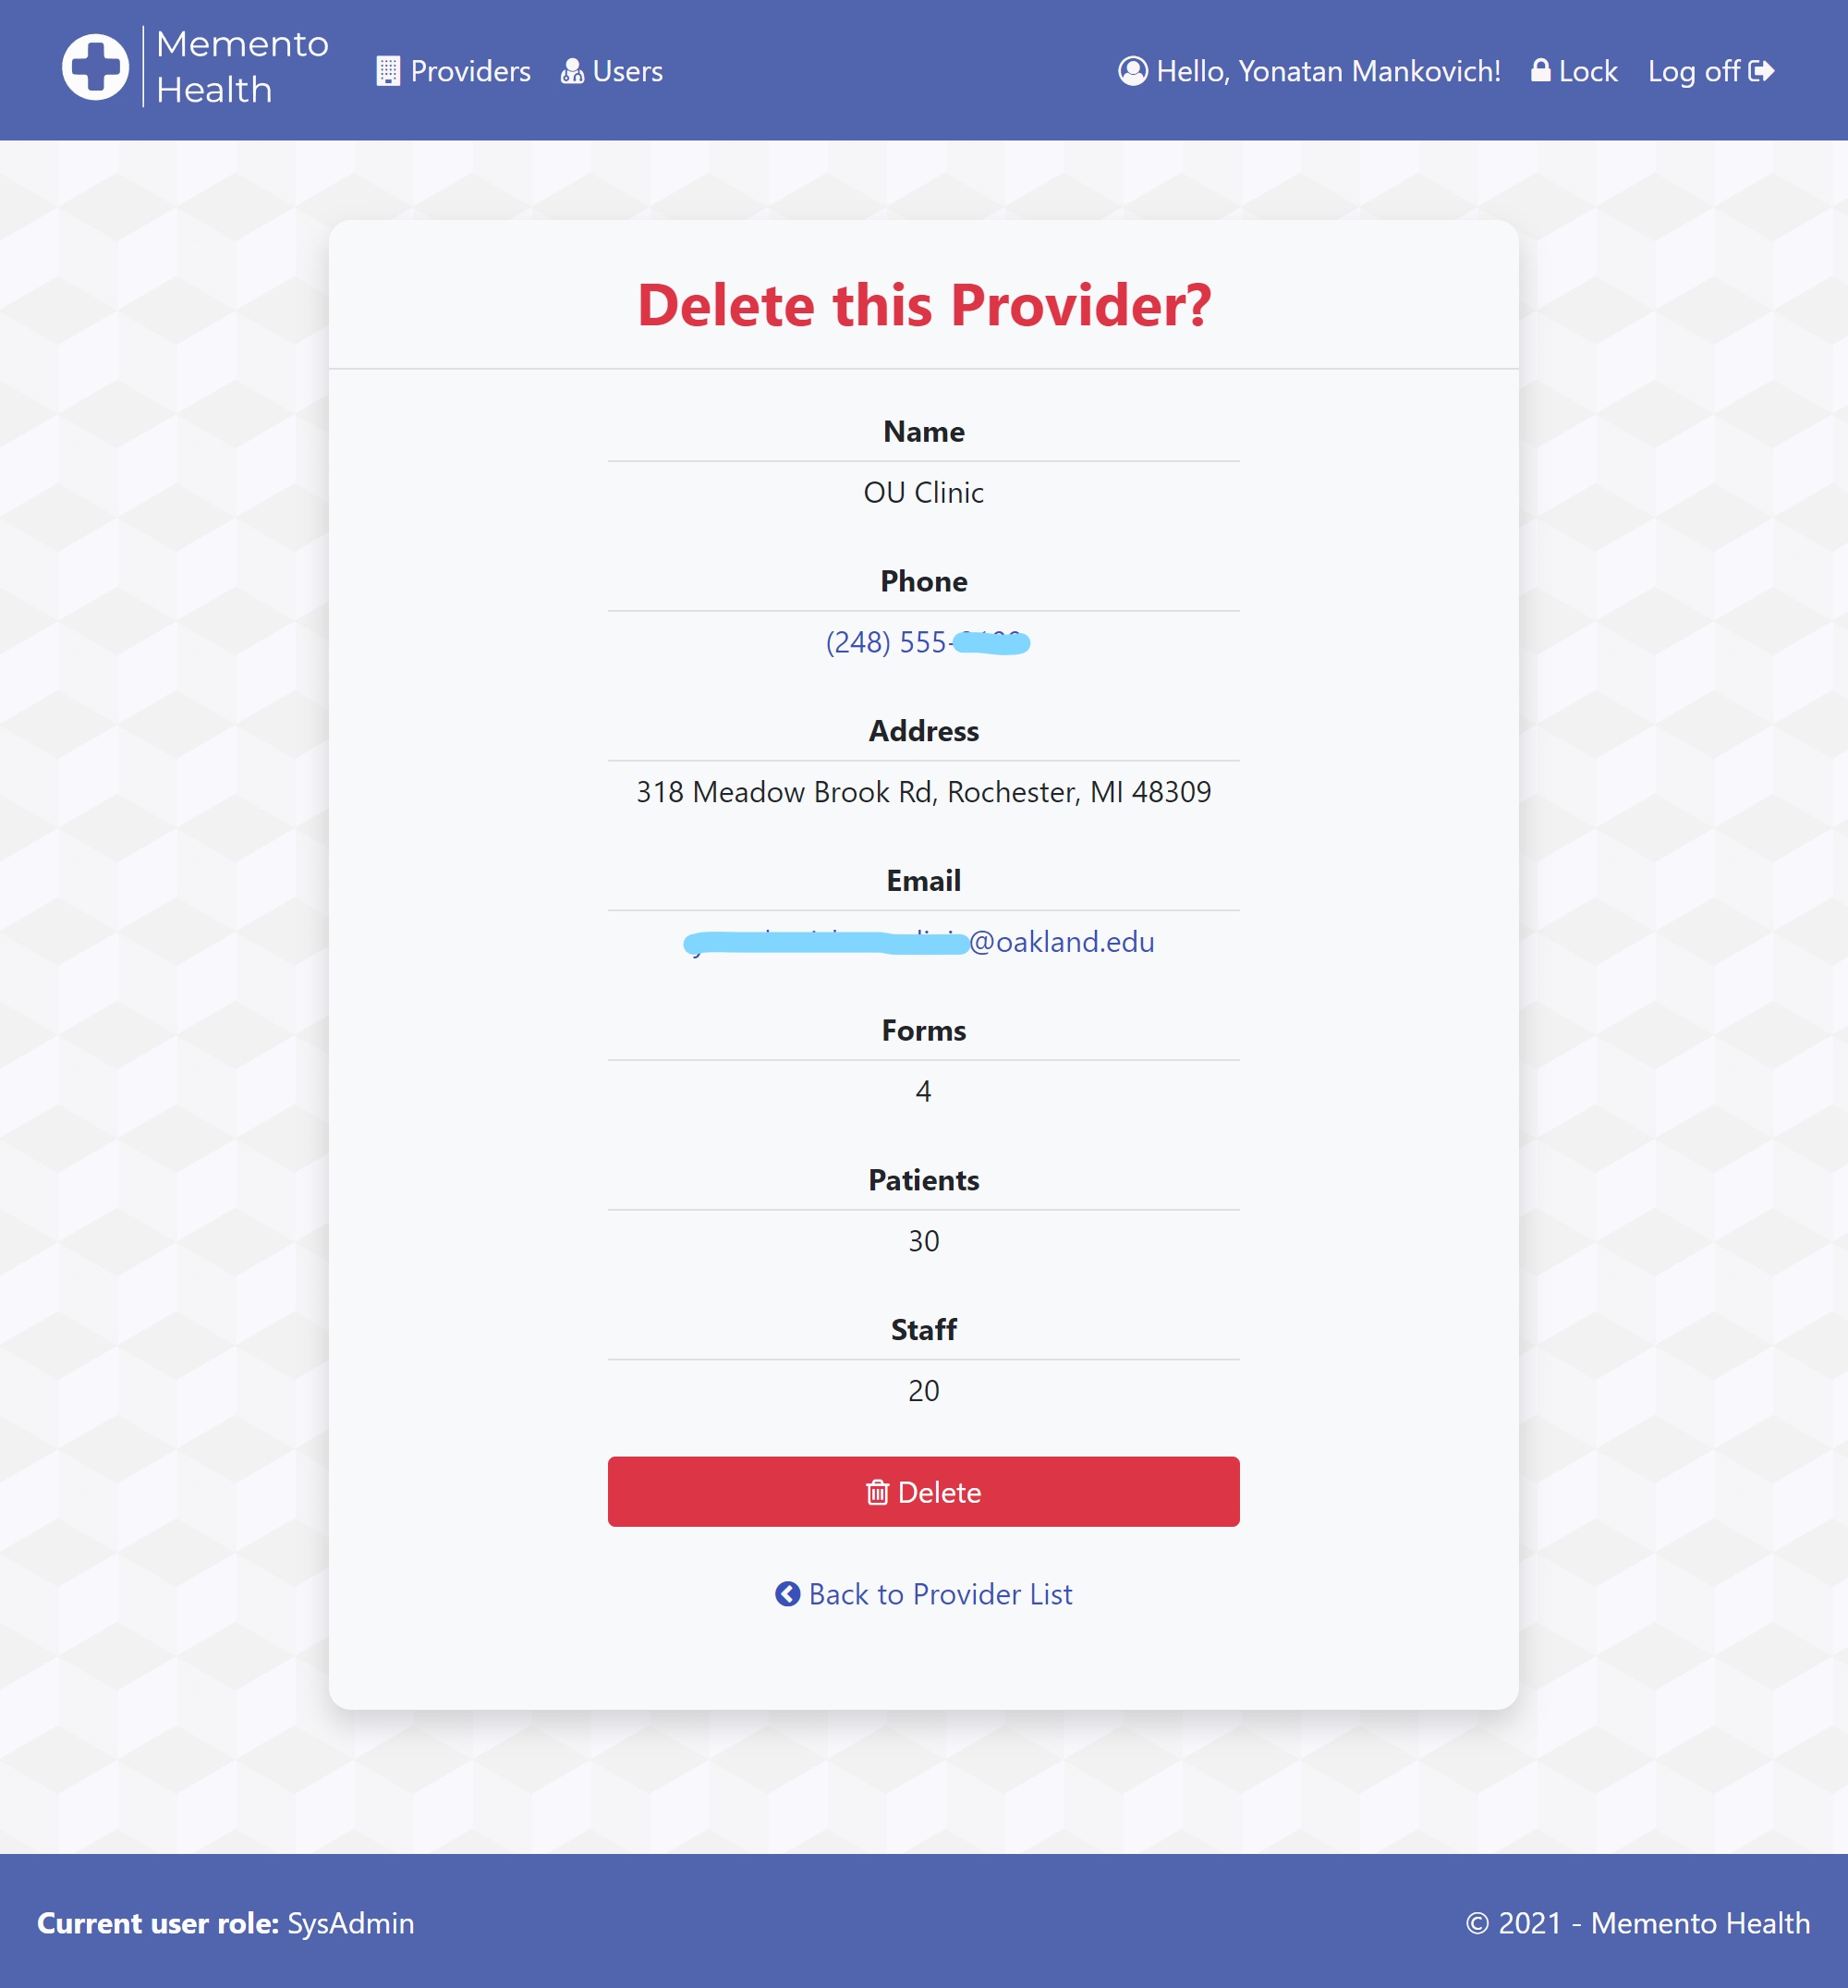 Memento
Health
Providers
Users
Hello, Yonatan Mankovich!
Lock
Log off
Delete this Provider?
Name
OU Clinic
Phone
(248) 555-
Address
318 Meadow Brook Rd, Rochester, MI 48309
Email
@oakland.edu
Forms
4
Patients
30
Staff
20
Delete
Back to Provider List
Current user role: SysAdmin
© 2021 - Memento Health